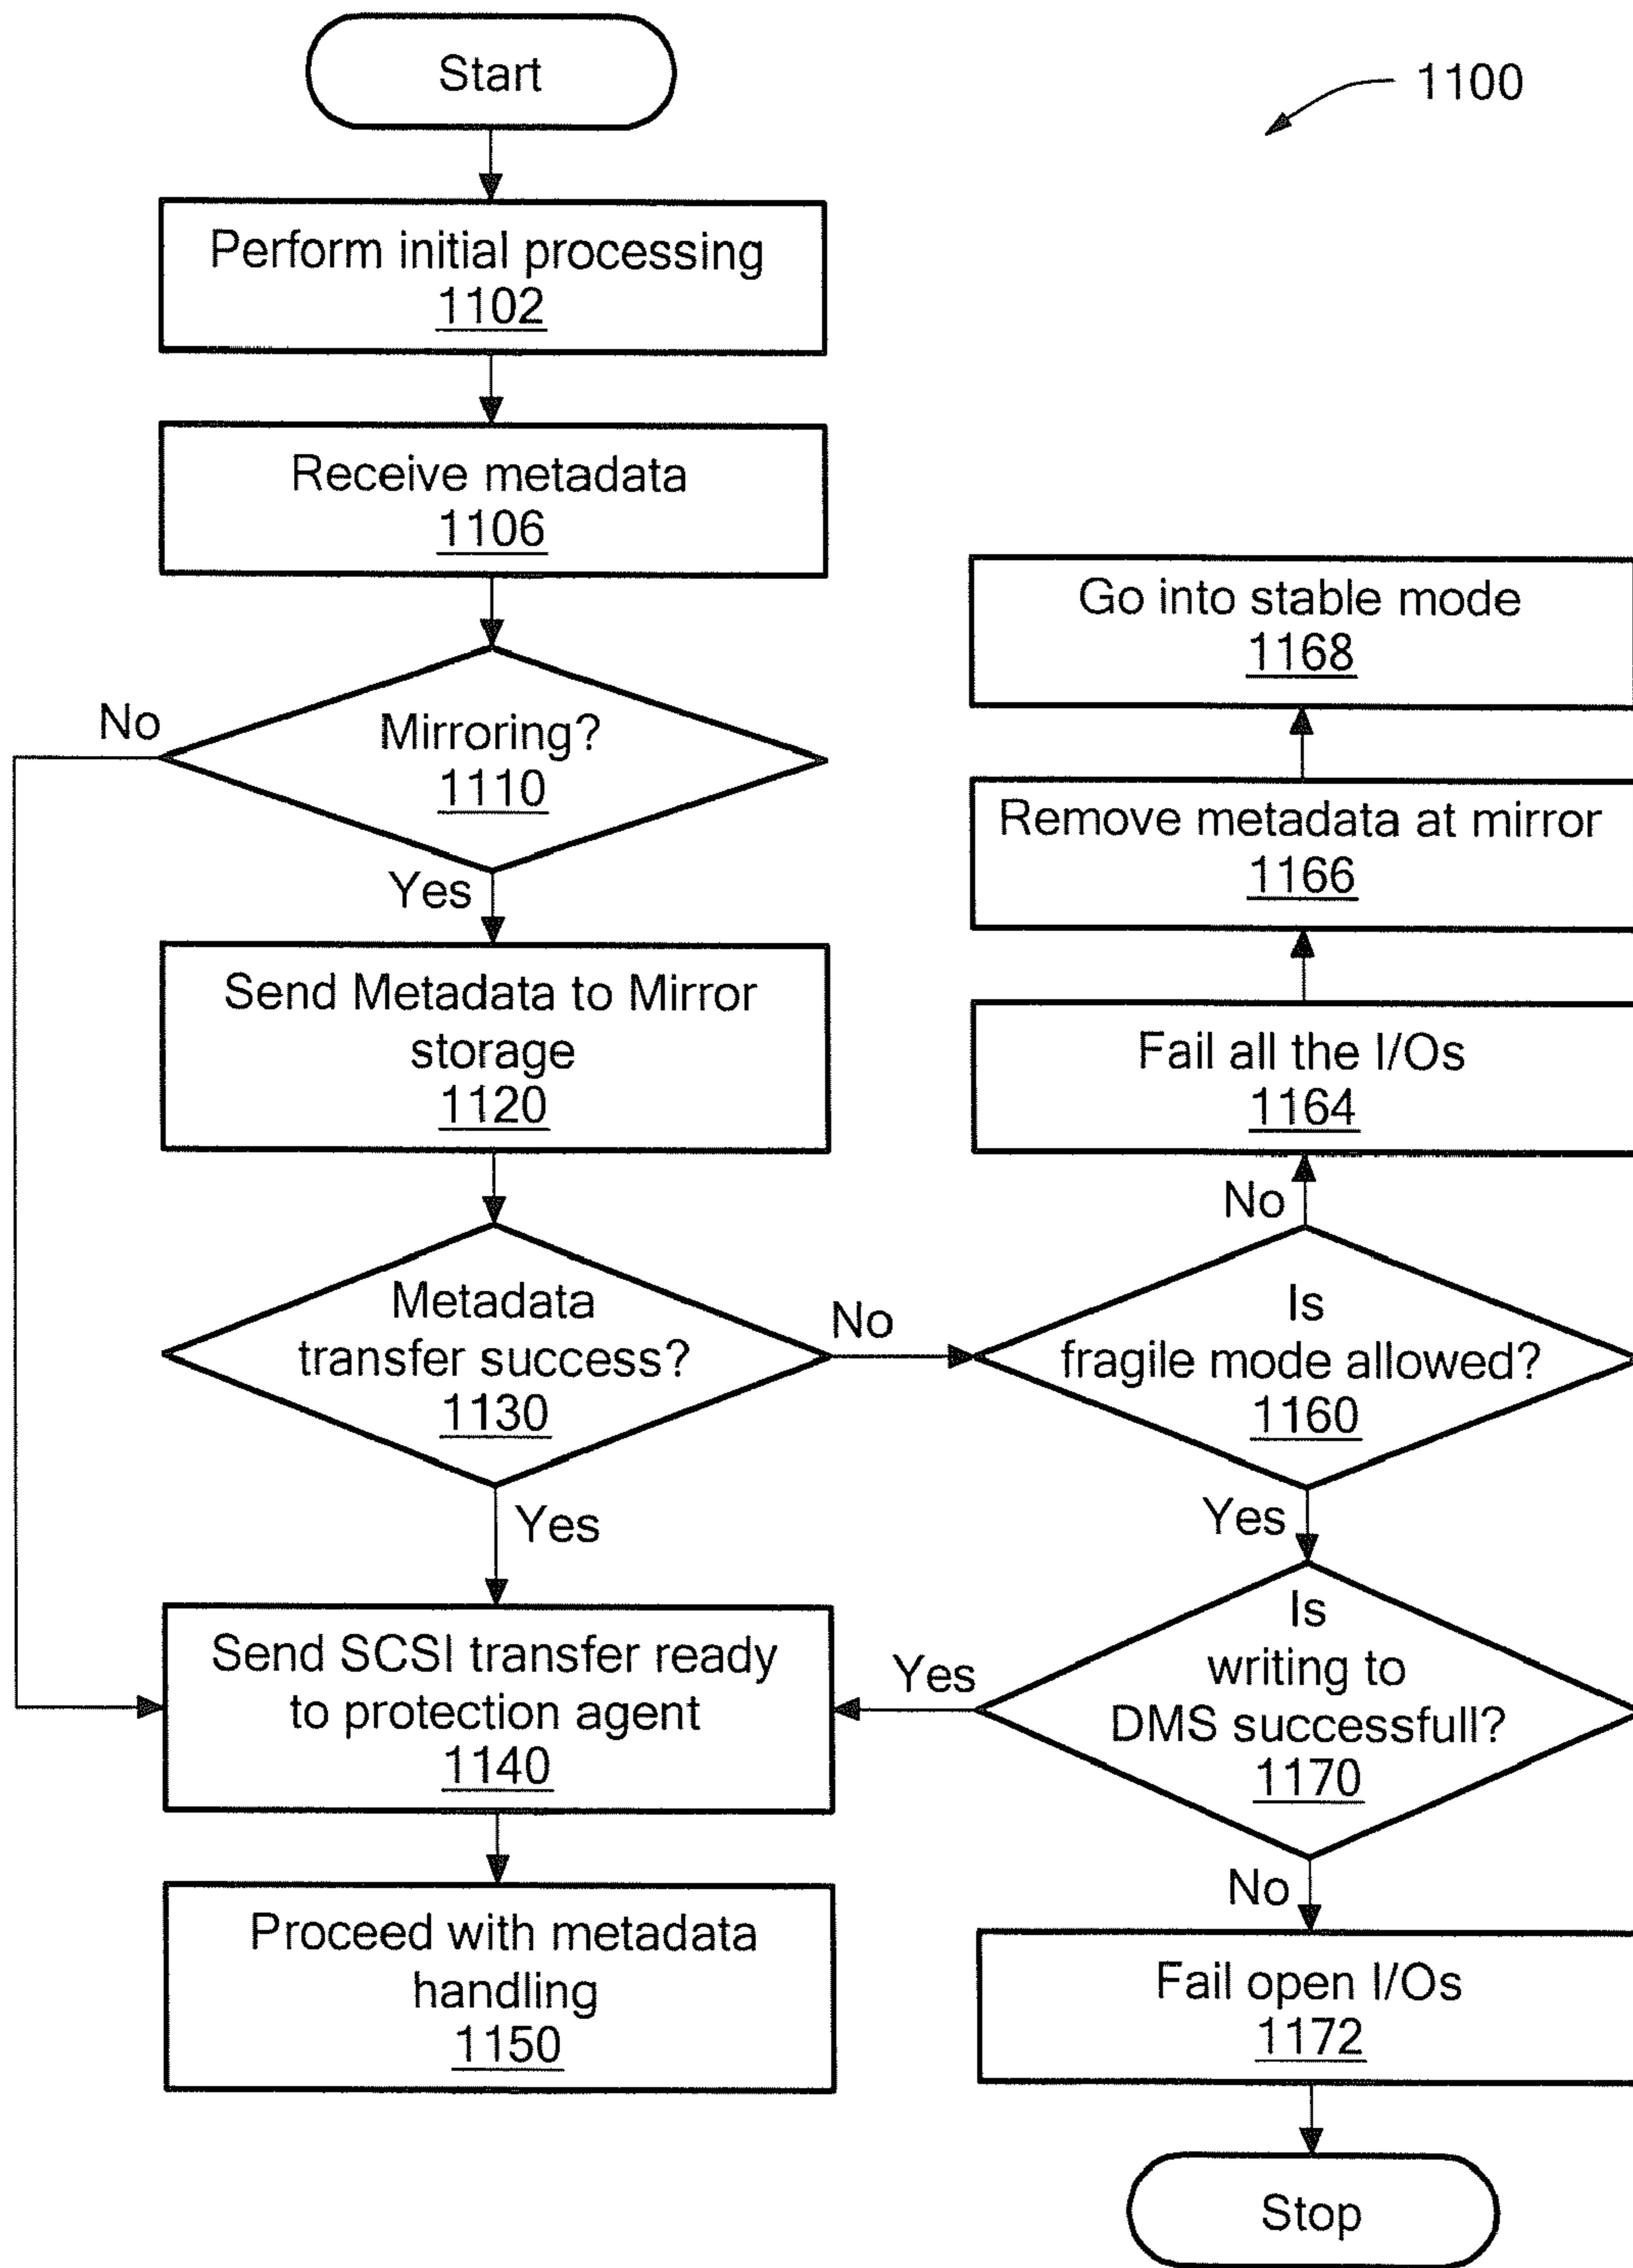 Start
1100
Perform initial processing
1102
Receive metadata
1106
Mirroring?
1110
No
Yes
Send Metadata to Mirror
storage
1120
Metadata
transfer success?
1130
No
Yes
Send SCSI transfer ready
to protection agent
1140
Proceed with metadata
handling
1150
Go into stable mode
1168
Remove metadata at mirror
1166
Fail all the I/Os
1164
No
Is
fragile mode allowed?
1160
Yes
Is
writing to
DMS successfull?
1170
Yes
No
Fail open I/Os
1172
Stop